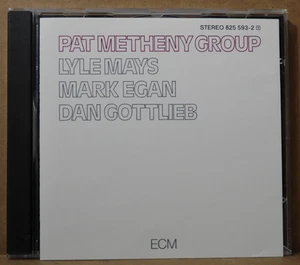 STEREO 825 593-2
PAT METHENY GROUP
LYLE MAYS
MARK EGAN
DAN GOTTLIEB
ECM